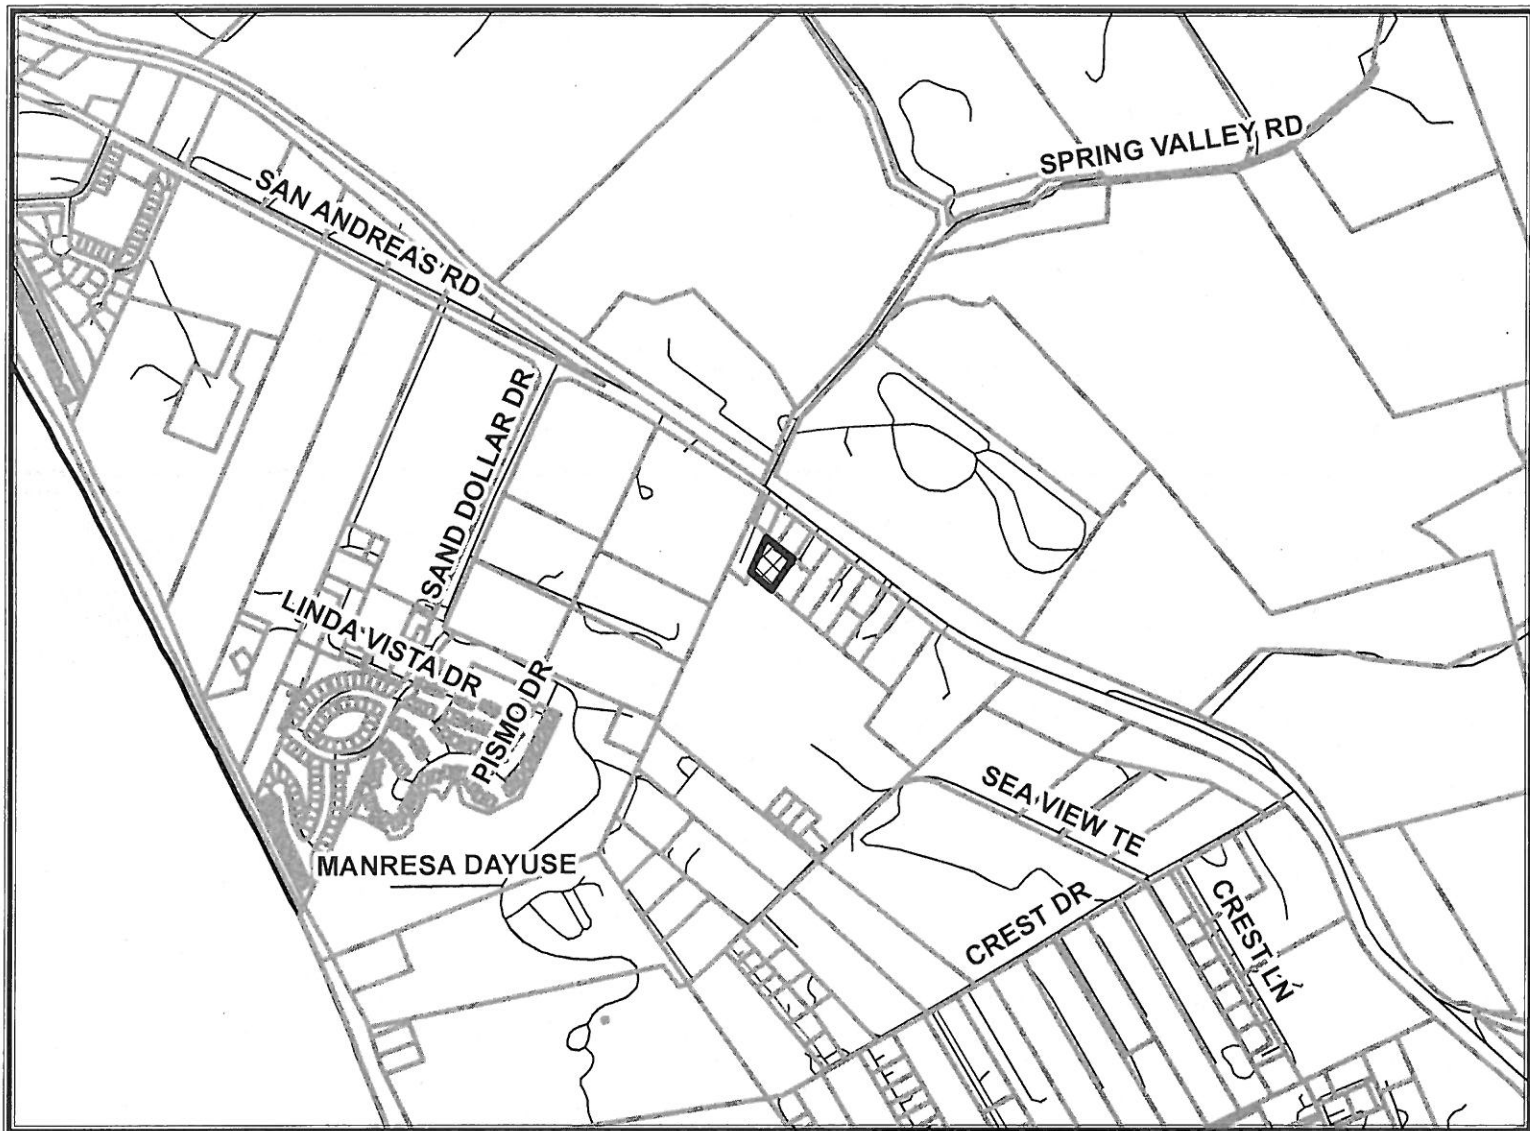 SPRING VALLEY RD
SAN ANDREAS RD
SAND DOLLAR DR
LINDA VISTA DR
PISMO DR
SEA VIEW TE
MANRESA DAYUSE
CREST DR
CREST LN